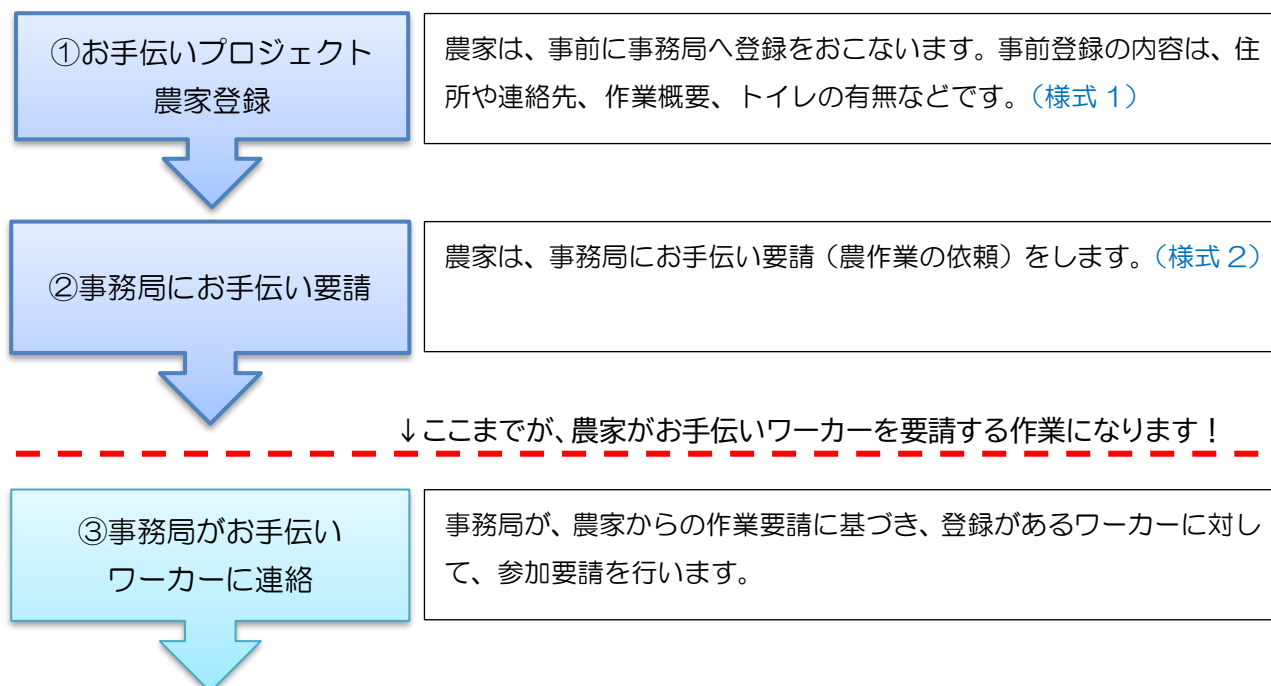 ①お手伝いプロジェクト
農家登録
農家は、事前に事務局へ登録をおこないます。事前登録の内容は、住
所や連絡先、作業概要、トイレの有無などです。（様式１）
②事務局にお手伝い要請
農家は、事務局にお手伝い要請（農作業の依頼）をします。（様式２）
↓ここまでが、農家がお手伝いワーカーを要請する作業になります！
③事務局がお手伝い
ワーカーに連絡
事務局が、農家からの作業要請に基づき、登録があるワーカーに対し
て、参加要請を行います。